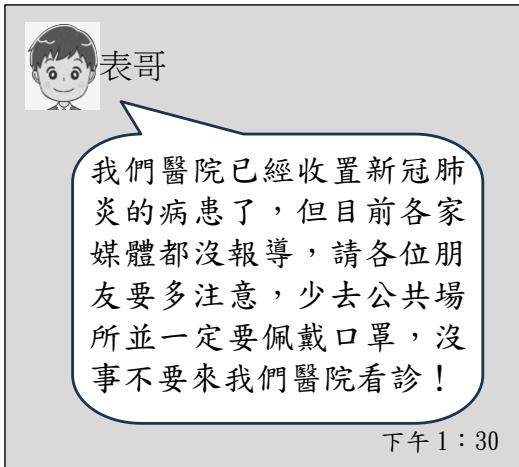 表哥
我們醫院已經收置新冠肺
炎的病患了，但目前各家
媒體都沒報導，請各位朋
友要多注意，少去公共場
所並一定要佩戴口罩，沒
事不要來我們醫院看診！
下午1：30